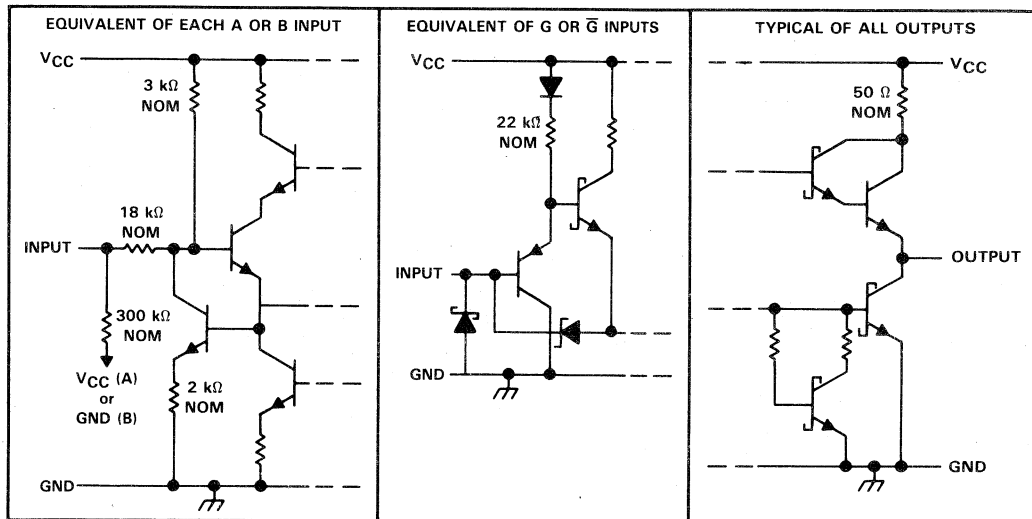 EQUIVALENT OF EACH A OR B INPUT
VCC
3 kΩ
NOM
18 kΩ
NOM
INPUT
300 kΩ
NOM
VCC (A)
or
GND (B)
2 kΩ
NOM
GND
EQUIVALENT OF G OR G̅ INPUTS
VCC
22 kΩ
NOM
INPUT
GND
TYPICAL OF ALL OUTPUTS
VCC
50 Ω
NOM
OUTPUT
GND